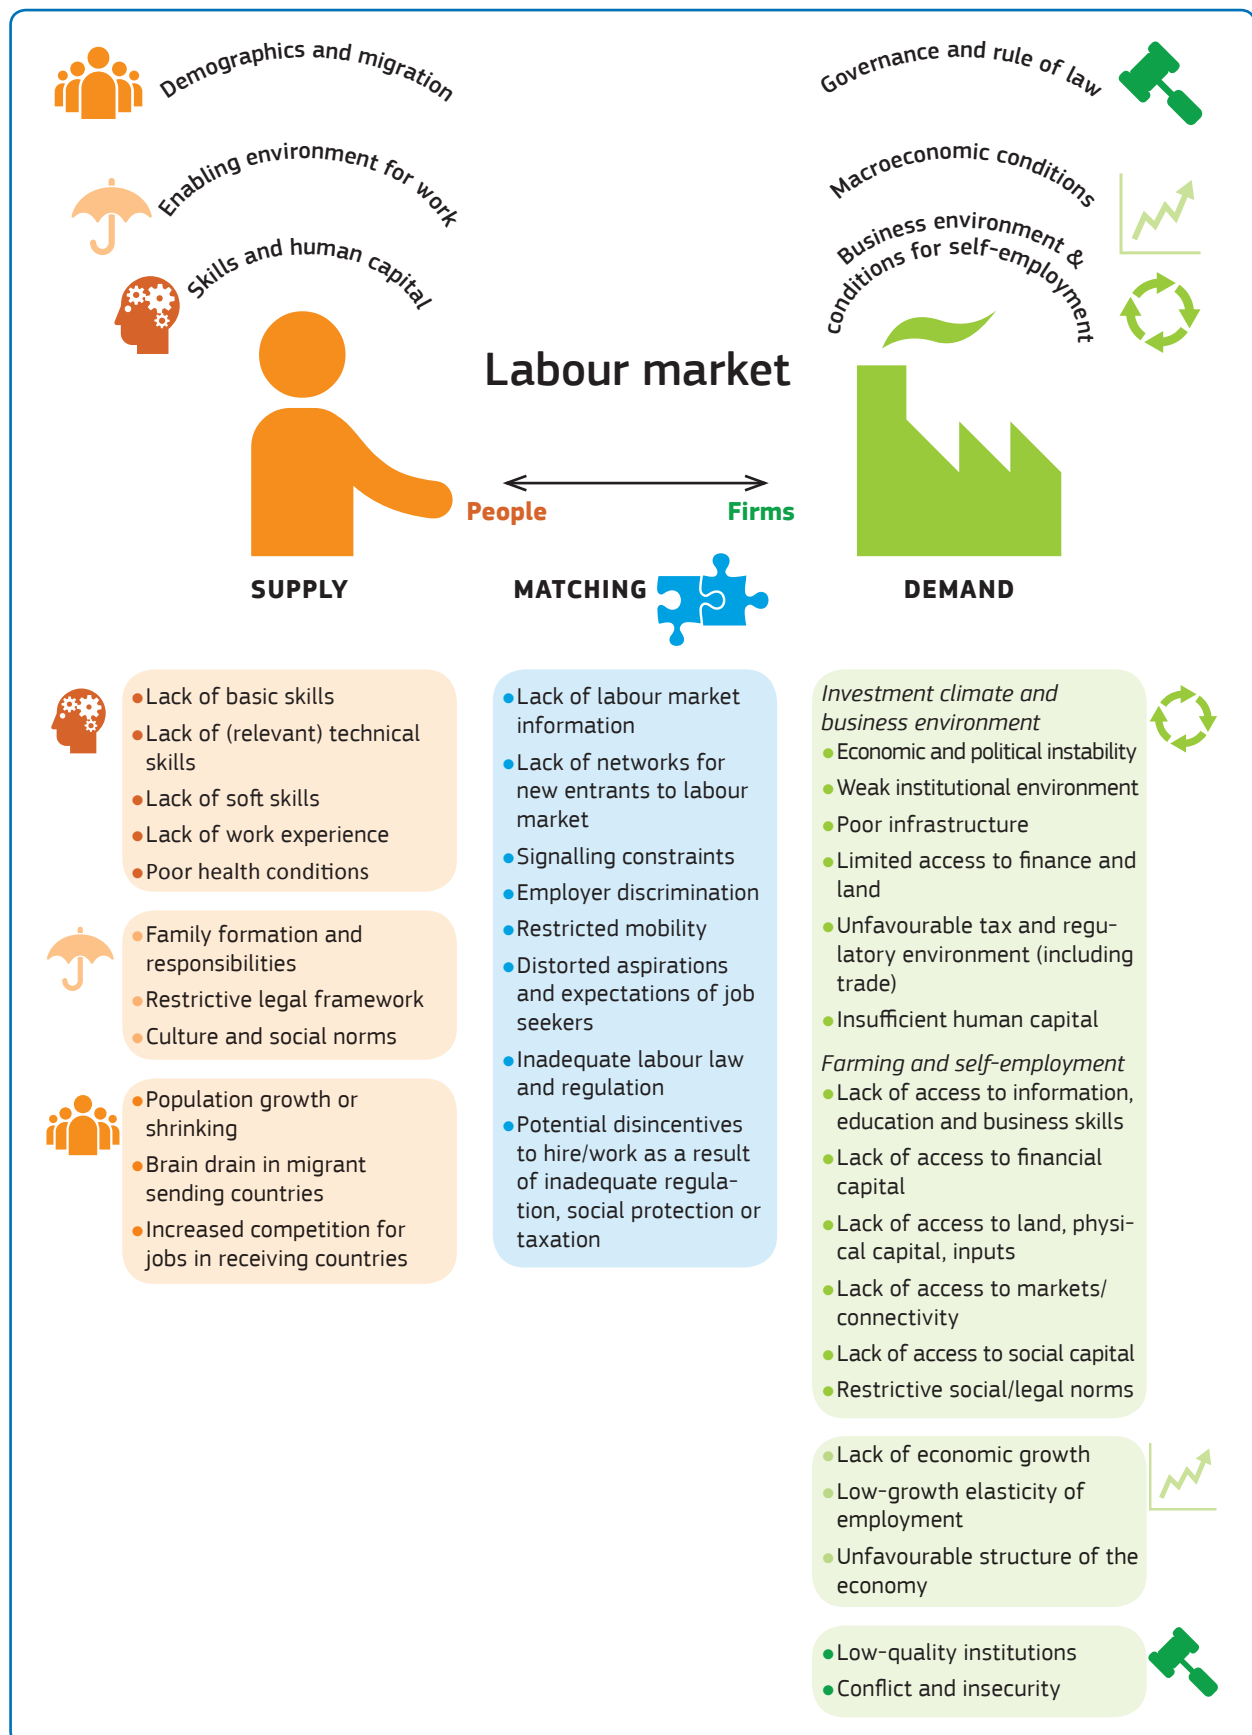 Demographics and migration
Enabling environment for work
Skills and human capital
Governance and rule of law
Macroeconomic conditions
Business environment &
conditions for self-employment
Labour market
People
Firms
SUPPLY
MATCHING
DEMAND
Lack of basic skills
Lack of (relevant) technical
skills
Lack of soft skills
Lack of work experience
Poor health conditions
Family formation and
responsibilities
Restrictive legal framework
Culture and social norms
Population growth or
shrinking
Brain drain in migrant
sending countries
Increased competition for
jobs in receiving countries
Lack of labour market
information
Lack of networks for
new entrants to labour
market
Signalling constraints
Employer discrimination
Restricted mobility
Distorted aspirations
and expectations of job
seekers
Inadequate labour law
and regulation
Potential disincentives
to hire/work as a result
of inadequate regula-
tion, social protection or
taxation
Investment climate and
business environment
Economic and political instability
Weak institutional environment
Poor infrastructure
Limited access to finance and
land
Unfavourable tax and regu-
latory environment (including
trade)
Insufficient human capital
Farming and self-employment
Lack of access to information,
education and business skills
Lack of access to financial
capital
Lack of access to land, physi-
cal capital, inputs
Lack of access to markets/
connectivity
Lack of access to social capital
Restrictive social/legal norms
Lack of economic growth
Low-growth elasticity of
employment
Unfavourable structure of the
economy
Low-quality institutions
Conflict and insecurity